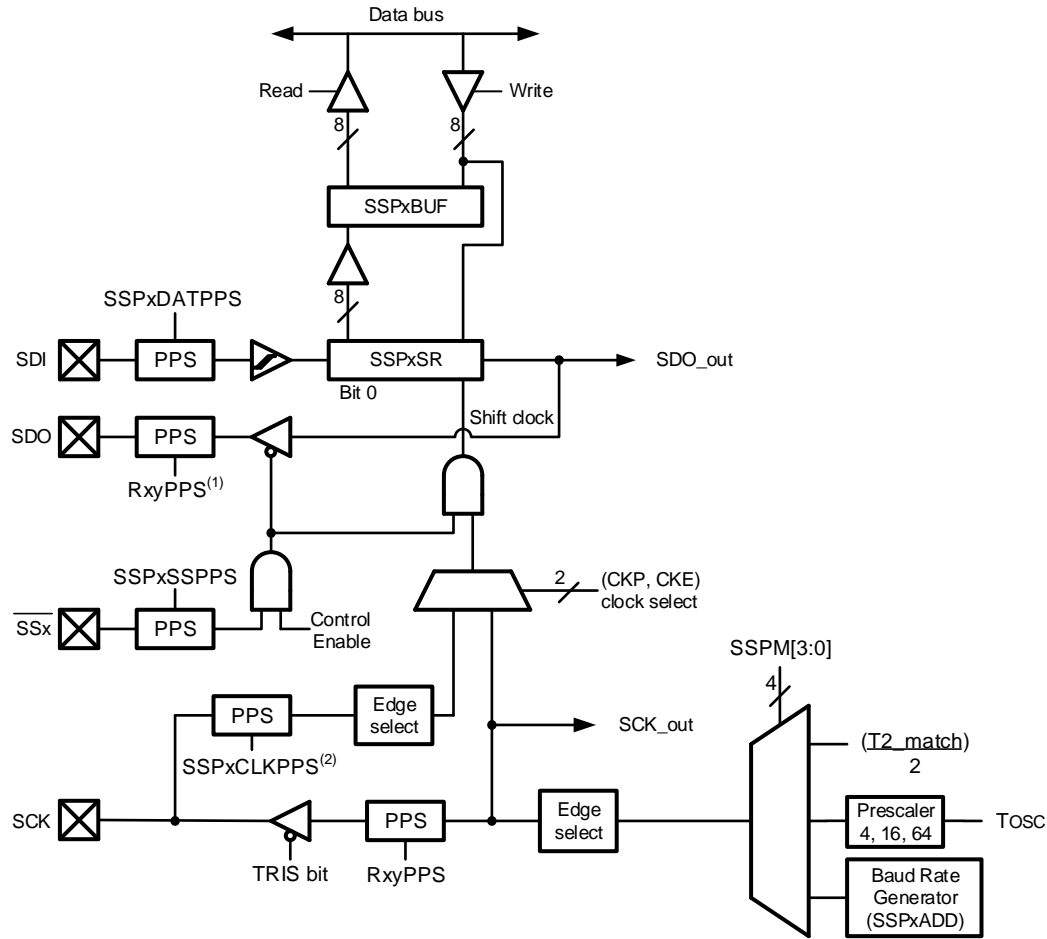 Data bus
Read
Write
8
8
SSPxBUF
8
SSPxDATPPS
SDI
PPS
SSPxSR
SDO_out
Bit 0
Shift clock
SDO
PPS
RxyPPS(1)
SSPxSSPPS
2
(CKP, CKE)
clock select
SSx
PPS
Control
Enable
SSPM[3:0]
4
PPS
Edge
select
SCK_out
(T2_match)
2
SSPxCLKPPS(2)
SCK
PPS
Edge
select
Prescaler
4, 16, 64
TOSC
TRIS bit
RxyPPS
Baud Rate
Generator
(SSPxADD)